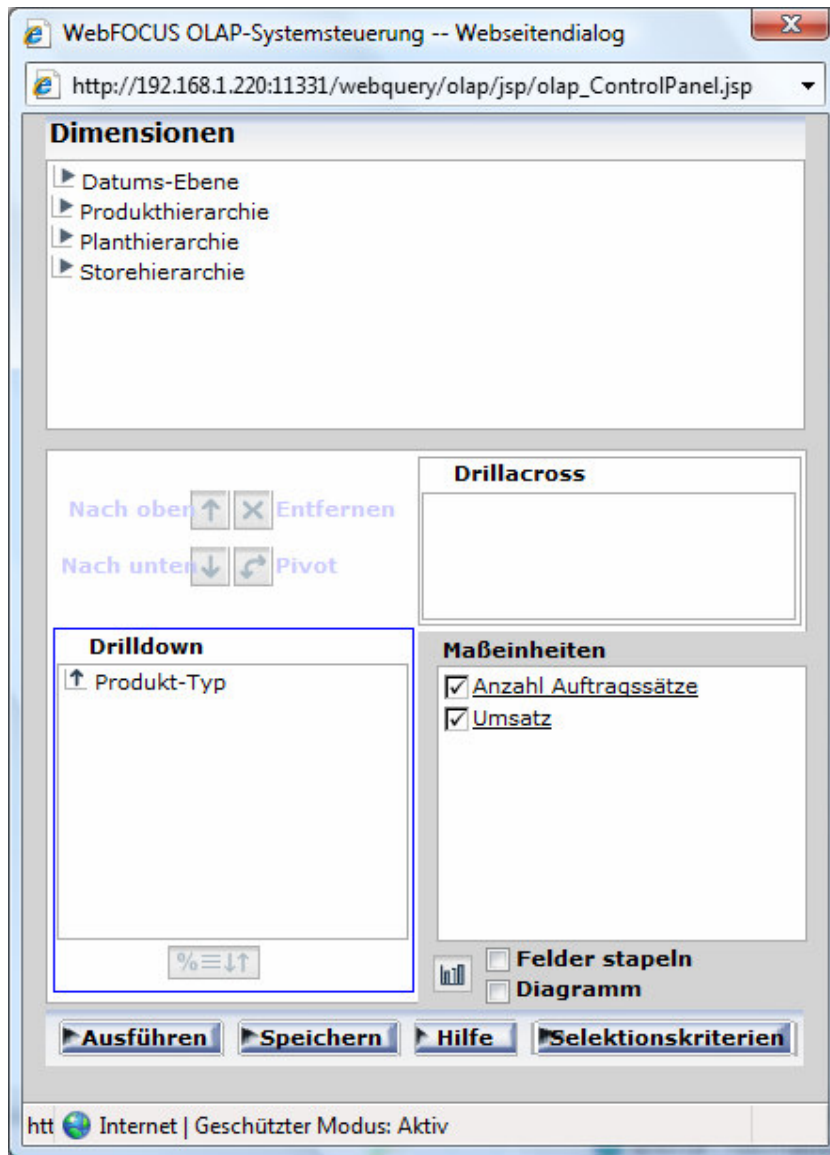 WebFOCUS OLAP-Systemsteuerung -- Webseitendialog
http://192.168.1.220:11331/webquery/olap/jsp/olap_ControlPanel.jsp
Dimensionen
Datums-Ebene
Produkthierarchie
Planthierarchie
Storehierarchie
Nach oben Entfernen
Nach unten Pivot
Drillacross
Drilldown
Produkt-Typ
Maßeinheiten
Anzahl Auftragssätze
Umsatz
Felder stapeln
Diagramm
Ausführen Speichern Hilfe Selektionskriterien
htt Internet | Geschützter Modus: Aktiv